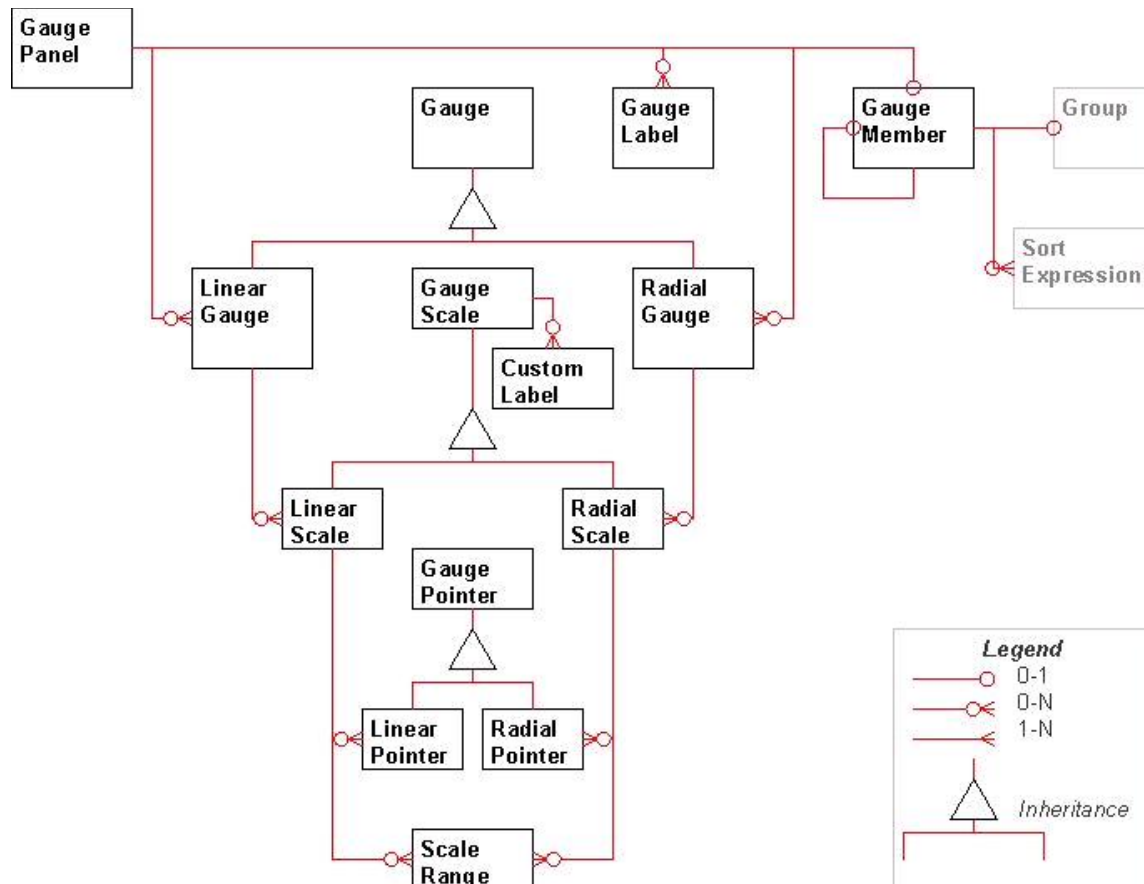 Gauge
Panel
Gauge
Gauge
Label
Gauge
Member
Group
Sort
Expression
Linear
Gauge
Gauge
Scale
Radial
Gauge
Custom
Label
Linear
Scale
Radial
Scale
Gauge
Pointer
Linear
Pointer
Radial
Pointer
Scale
Range
Legend
0-1
0-N
1-N
Inheritance